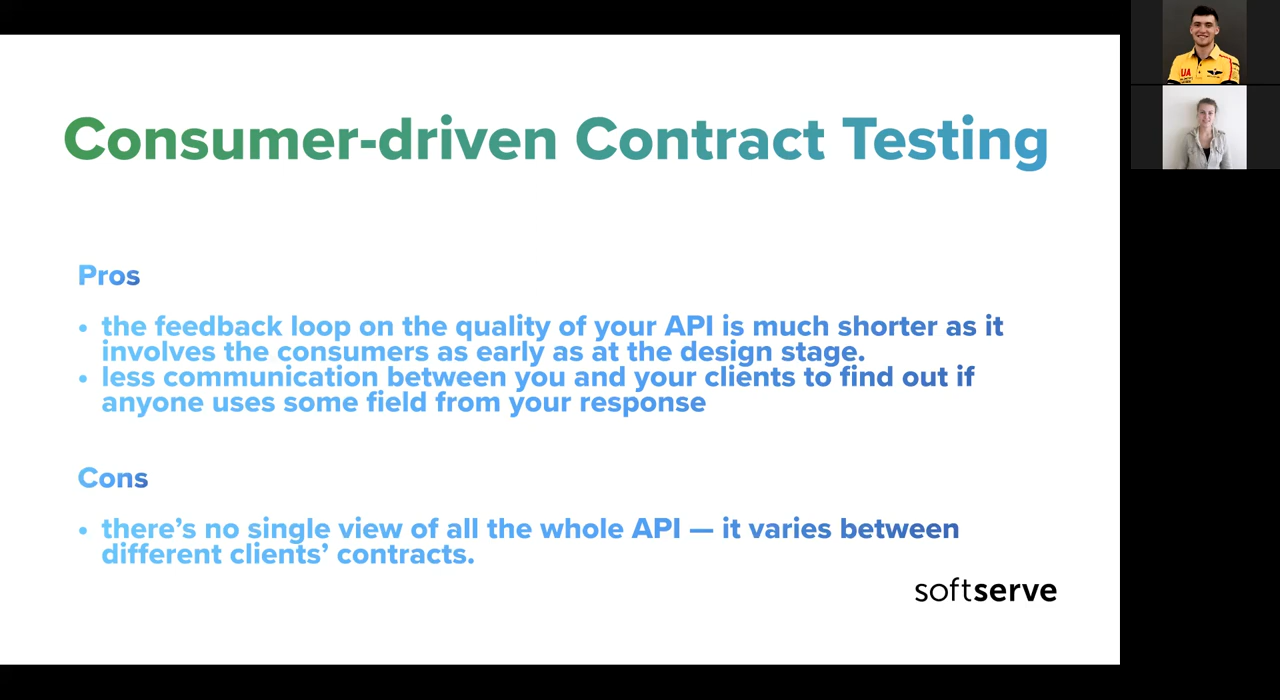 Consumer-driven Contract Testing
Pros
• the feedback loop on the quality of your API is much shorter as it
involves the consumers as early as at the design stage.
• less communication between you and your clients to find out if
anyone uses some field from your response
Cons
• there’s no single view of all the whole API — it varies between
different clients’ contracts.
softserve
UA